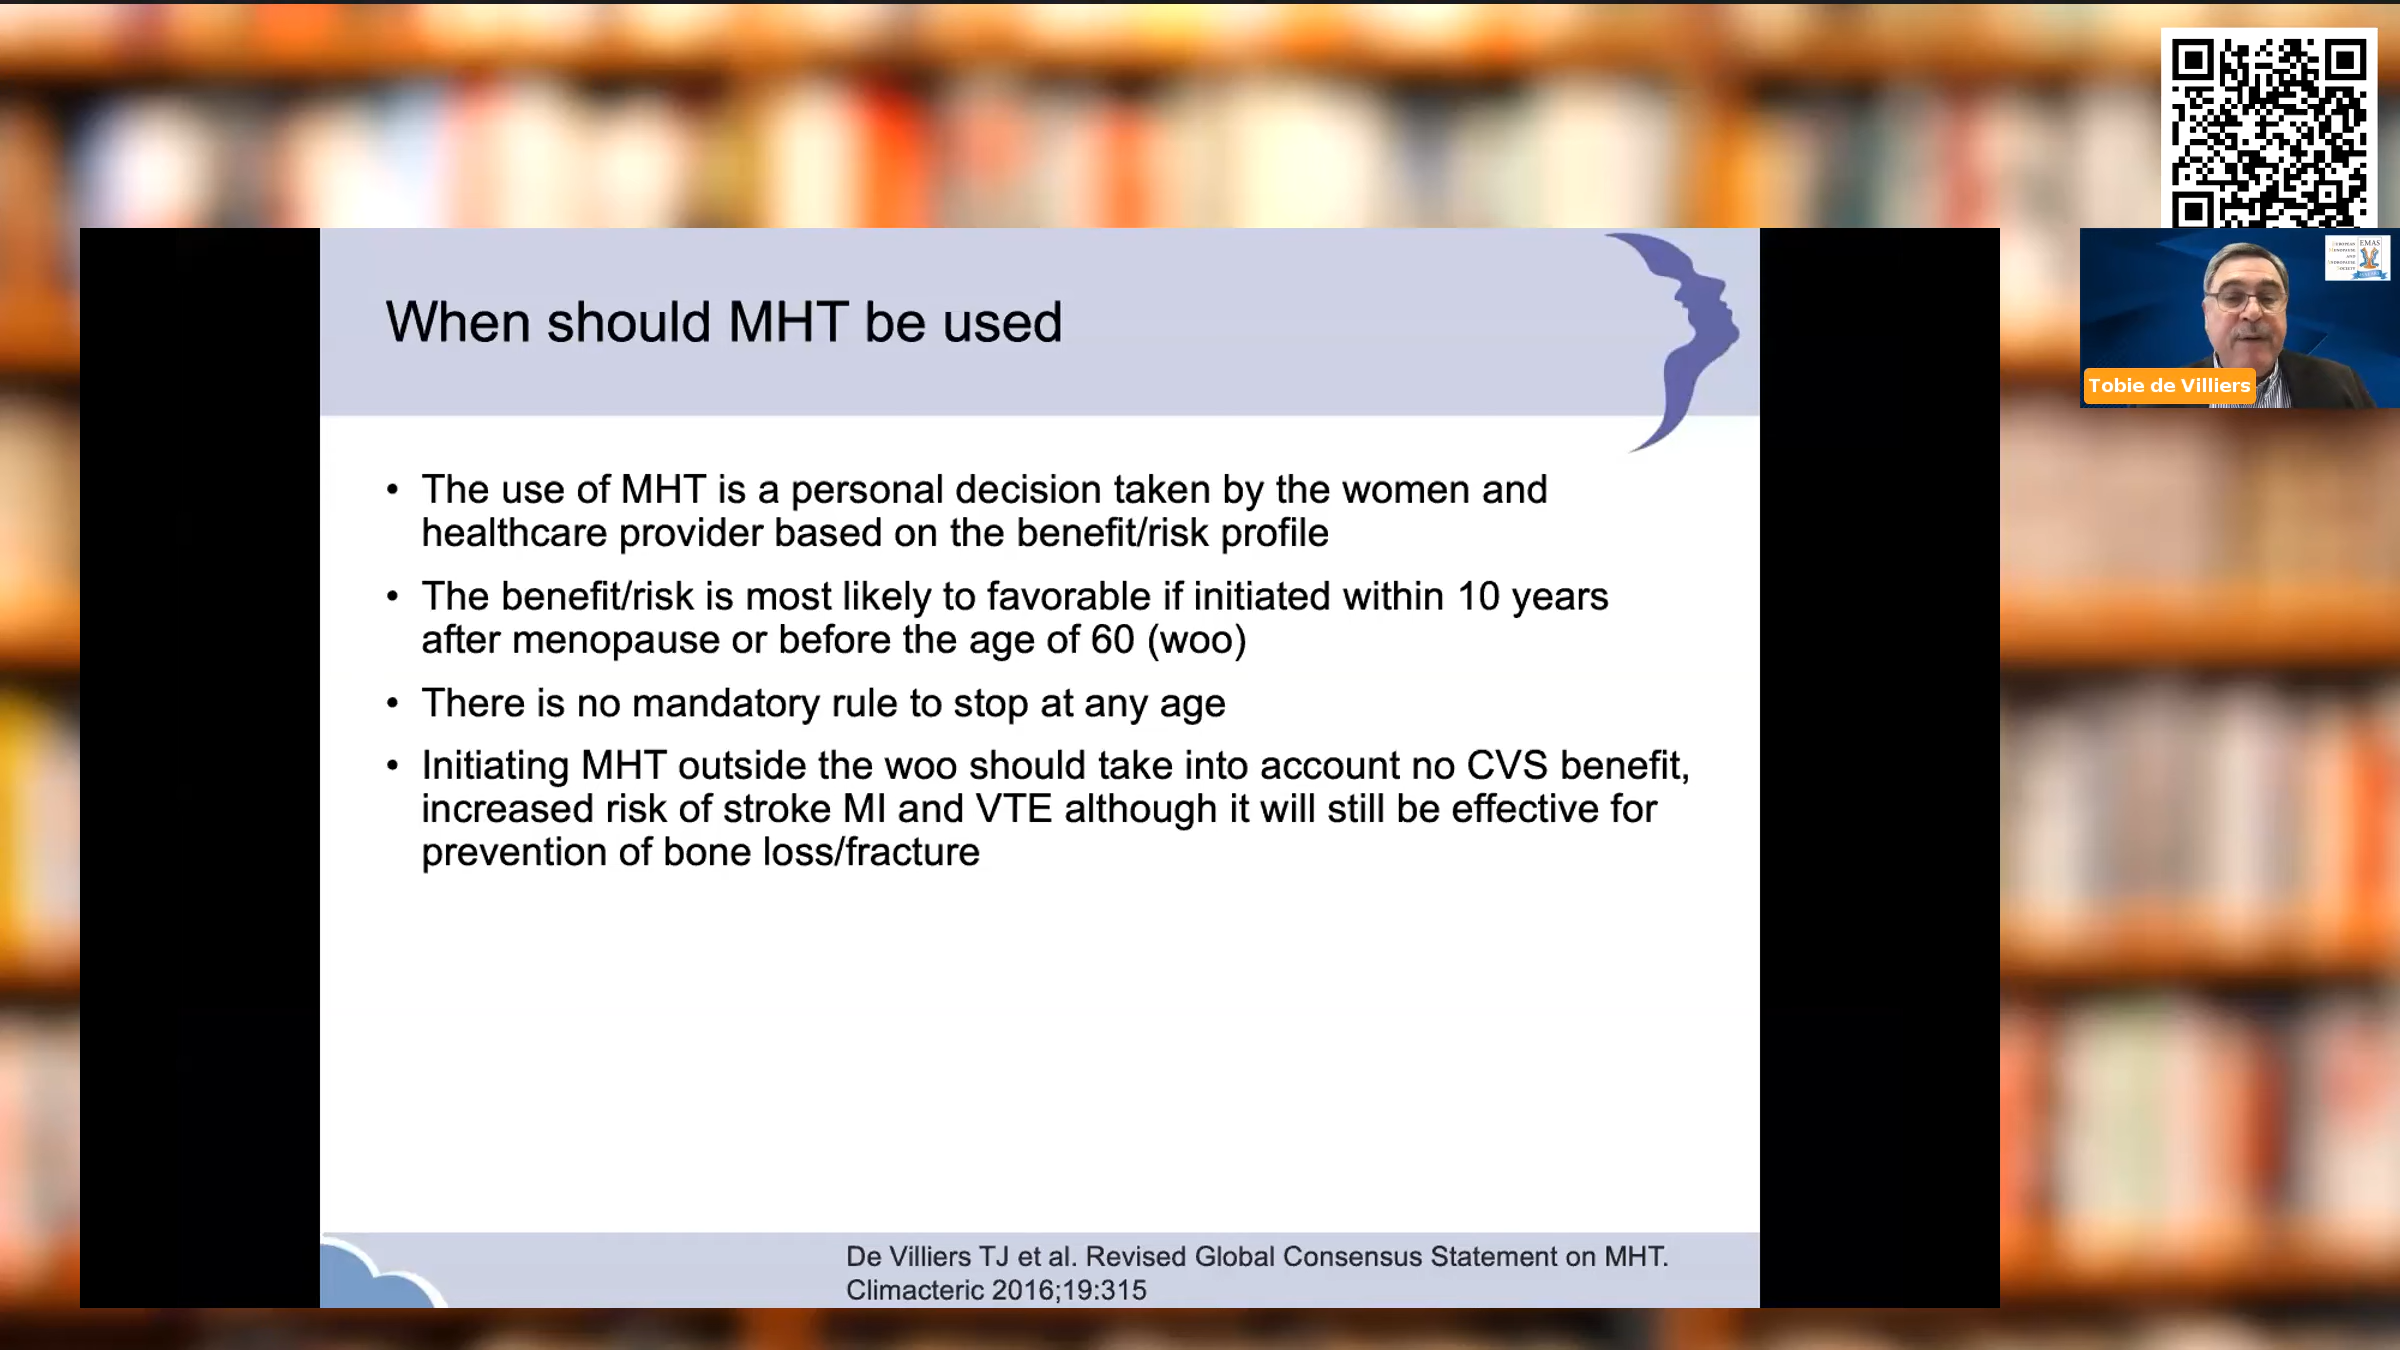 When should MHT be used
• The use of MHT is a personal decision taken by the women and
healthcare provider based on the benefit/risk profile
• The benefit/risk is most likely to favorable if initiated within 10 years
after menopause or before the age of 60 (woo)
• There is no mandatory rule to stop at any age
• Initiating MHT outside the woo should take into account no CVS benefit,
increased risk of stroke MI and VTE although it will still be effective for
prevention of bone loss/fracture
De Villiers TJ et al. Revised Global Consensus Statement on MHT.
Climacteric 2016;19:315
EMAS
Tobie de Villiers